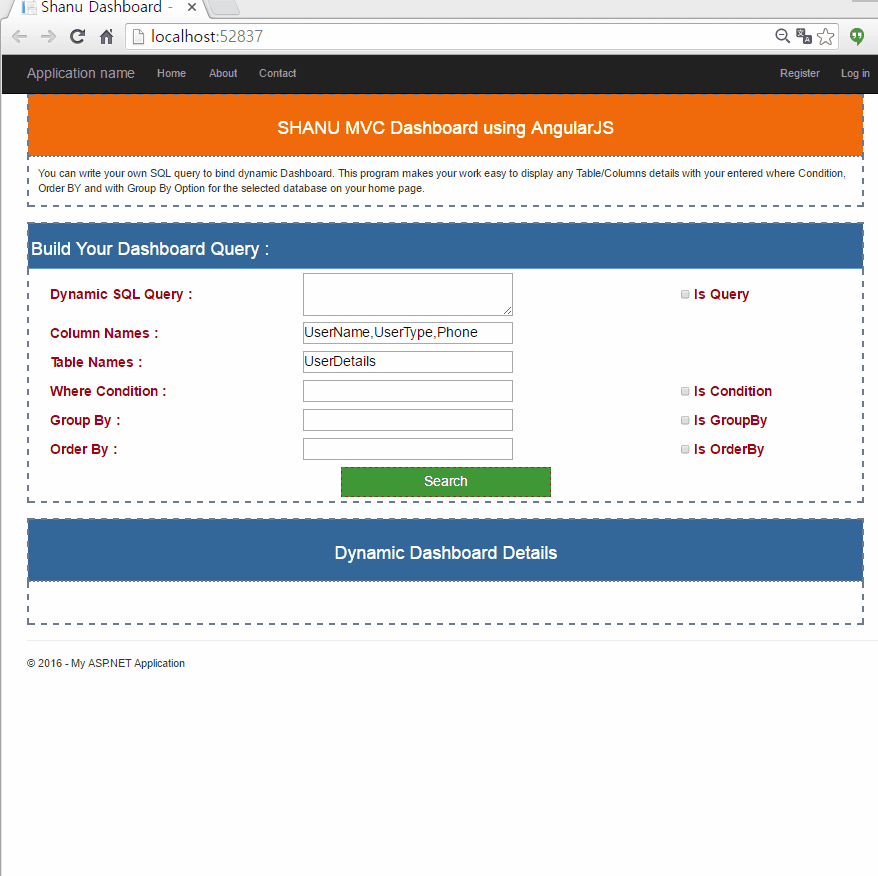 Shanu Dashboard -
localhost:52837
Application name Home About Contact Register Log in
SHANU MVC Dashboard using AngularJS
You can write your own SQL query to bind dynamic Dashboard. This program makes your work easy to display any Table/Columns details with your entered where Condition,
Order BY and with Group By Option for the selected database on your home page.
Build Your Dashboard Query :
Dynamic SQL Query : Is Query
Column Names : UserName,UserType,Phone
Table Names : UserDetails
Where Condition : Is Condition
Group By : Is GroupBy
Order By : Is OrderBy
Search
Dynamic Dashboard Details
© 2016 - My ASP.NET Application